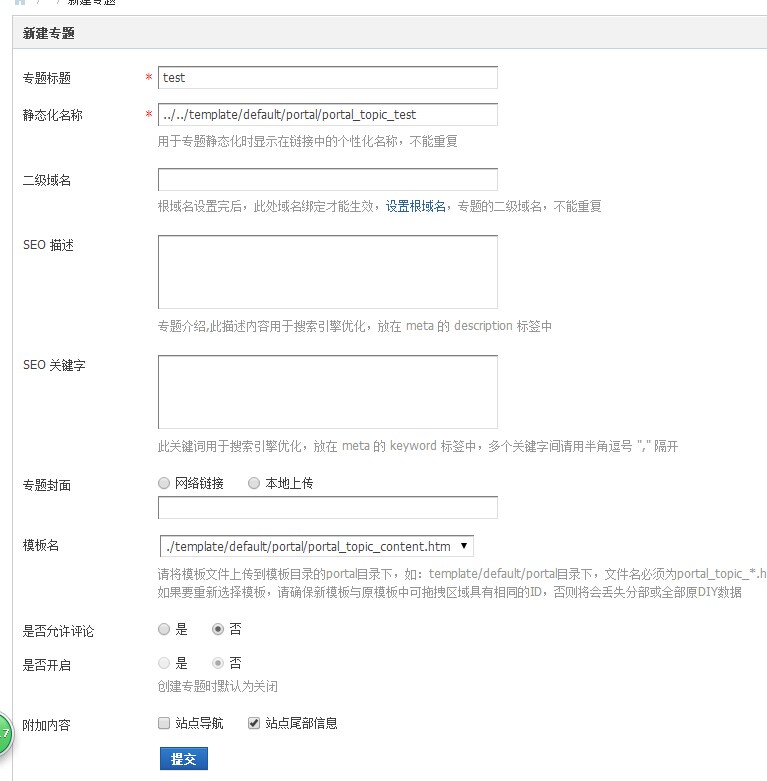 新建专题
新建专题
专题标题 * test
静态化名称 * ../../template/default/portal/portal_topic_test
用于专题静态化时显示在链接中的个性化名称，不能重复
二级域名
根域名设置完后，此处域名绑定才能生效，设置根域名，专题的二级域名，不能重复
SEO 描述
专题介绍,此描述内容用于搜索引擎优化，放在 meta 的 description 标签中
SEO 关键字
此关键词用于搜索引擎优化，放在 meta 的 keyword 标签中，多个关键字间请用半角逗号 "," 隔开
专题封面 网络链接 本地上传
模板名 ./template/default/portal/portal_topic_content.htm
请将模板文件上传到模板目录的portal目录下，如：template/default/portal目录下，文件名必须为portal_topic_*.h
如果要重新选择模板，请确保新模板与原模板中可拖拽区域具有相同的ID，否则将会丢失分部或全部原DIY数据
是否允许评论 是 否
是否开启 是 否
创建专题时默认为关闭
附加内容 站点导航 站点尾部信息
提交